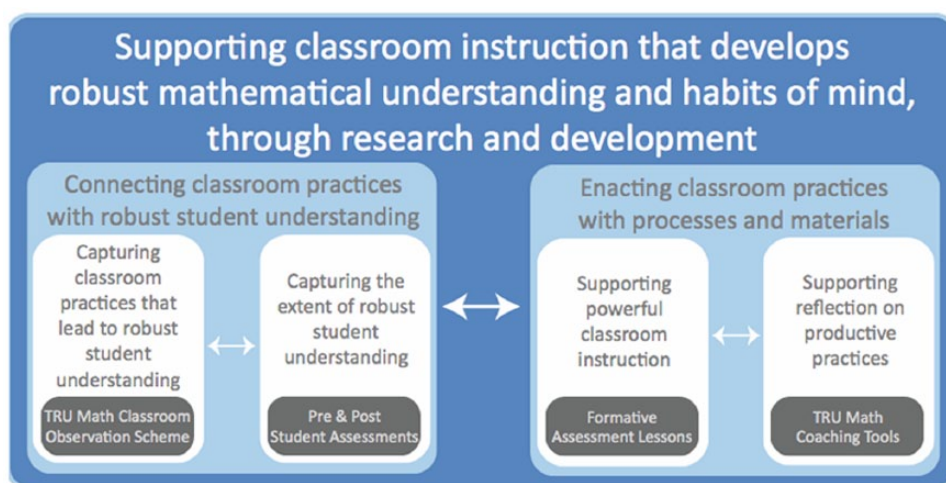 Supporting classroom instruction that develops
robust mathematical understanding and habits of mind,
through research and development
Connecting classroom practices
with robust student understanding
Capturing
classroom
practices that
lead to robust
student
understanding
TRU Math Classroom
Observation Scheme
Capturing the
extent of robust
student
understanding
Pre & Post
Student Assessments
Enacting classroom practices
with processes and materials
Supporting
powerful
classroom
instruction
Formative
Assessment Lessons
Supporting
reflection on
productive
practices
TRU Math
Coaching Tools